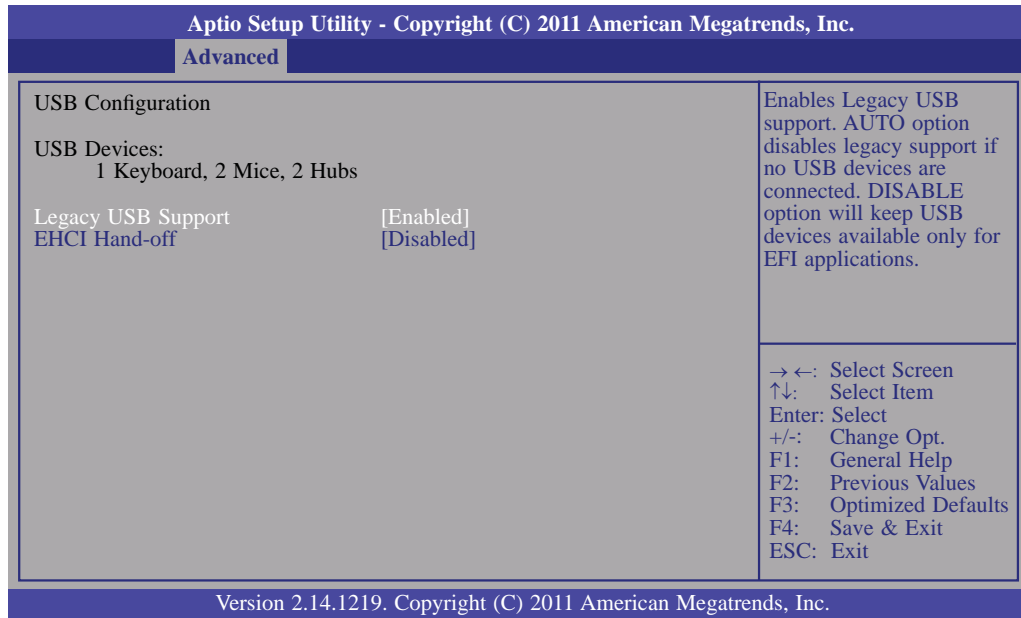 Aptio Setup Utility - Copyright (C) 2011 American Megatrends, Inc.
Advanced
USB Configuration
USB Devices:
1 Keyboard, 2 Mice, 2 Hubs
Legacy USB Support [Enabled]
EHCI Hand-off [Disabled]
Enables Legacy USB
support. AUTO option
disables legacy support if
no USB devices are
connected. DISABLE
option will keep USB
devices available only for
EFI applications.
→ ←: Select Screen
↑↓: Select Item
Enter: Select
+/-: Change Opt.
F1: General Help
F2: Previous Values
F3: Optimized Defaults
F4: Save & Exit
ESC: Exit
Version 2.14.1219. Copyright (C) 2011 American Megatrends, Inc.